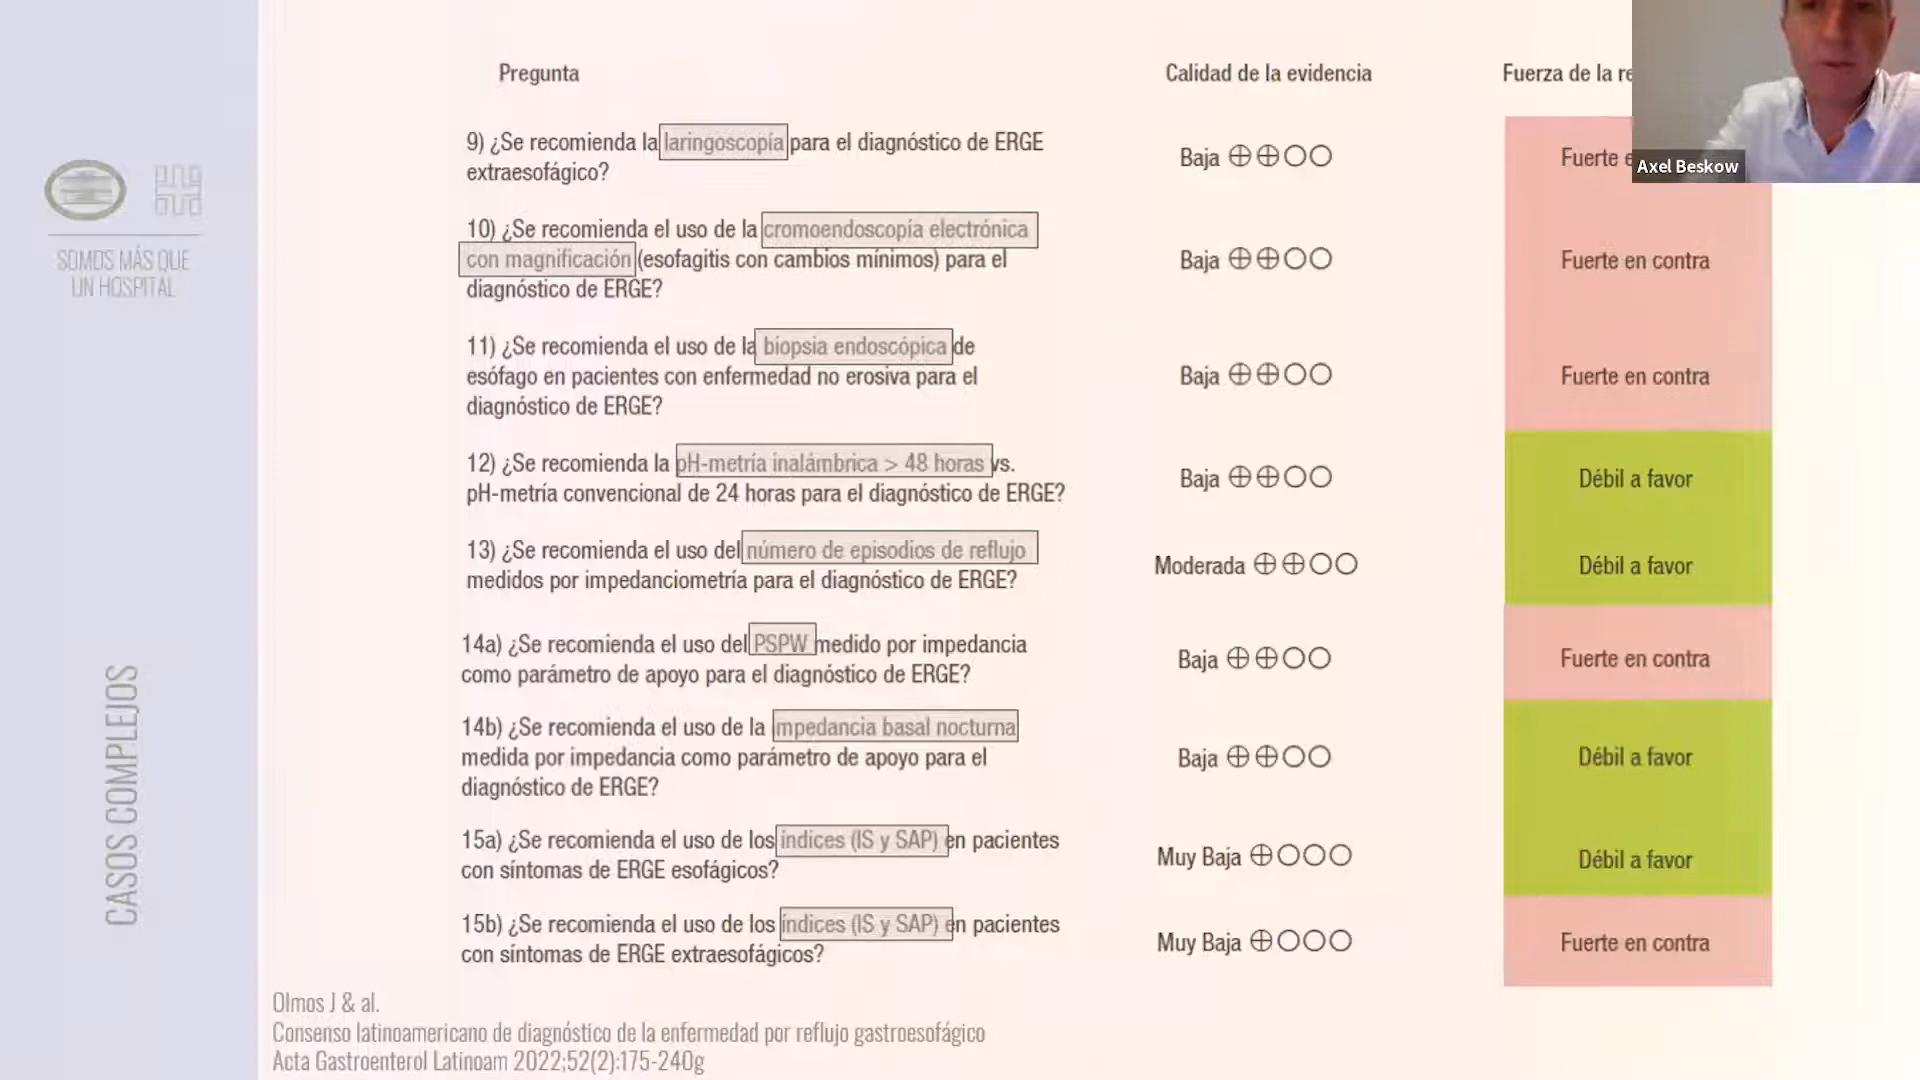 Pregunta
Calidad de la evidencia
Fuerza de la
9) ¿Se recomienda la laringoscopía para el diagnóstico de ERGE
extraesofágico?
Baja
Fuerte
Axel Beskow
10) ¿Se recomienda el uso de la cromoendoscopía electrónica
con magnificación (esofagitis con cambios mínimos) para el
diagnóstico de ERGE?
Baja
Fuerte en contra
11) ¿Se recomienda el uso de la biopsia endoscópica de
esófago en pacientes con enfermedad no erosiva para el
diagnóstico de ERGE?
Baja
Fuerte en contra
12) ¿Se recomienda la pH-metría inalámbrica > 48 horas vs.
pH-metría convencional de 24 horas para el diagnóstico de ERGE?
Baja
Débil a favor
13) ¿Se recomienda el uso del número de episodios de reflujo
medidos por impedanciometría para el diagnóstico de ERGE?
Moderada
Débil a favor
14a) ¿Se recomienda el uso del PSPW medido por impedancia
como parámetro de apoyo para el diagnóstico de ERGE?
Baja
Fuerte en contra
14b) ¿Se recomienda el uso de la impedancia basal nocturna
medida por impedancia como parámetro de apoyo para el
diagnóstico de ERGE?
Baja
Débil a favor
15a) ¿Se recomienda el uso de los índices (IS y SAP) en pacientes
con síntomas de ERGE esofágicos?
Muy Baja
Débil a favor
15b) ¿Se recomienda el uso de los índices (IS y SAP) en pacientes
con síntomas de ERGE extraesofágicos?
Muy Baja
Fuerte en contra
SOMOS MÁS QUE
UN HOSPITAL
CASOS COMPLEJOS
Olmos J & al.
Consenso latinoamericano de diagnóstico de la enfermedad por reflujo gastroesofágico
Acta Gastroenterol Latinoam 2022;52(2):175-240g